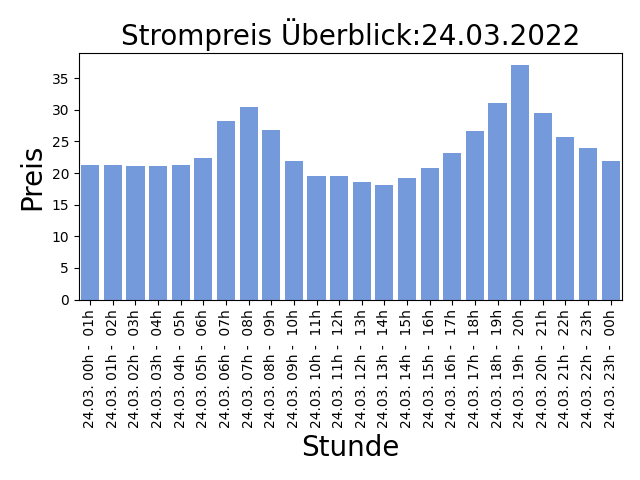 Strompreis Überblick:24.03.2022
Preis
35
30
25
20
15
10
5
0
24.03. 00h -   01h
24.03. 01h -   02h
24.03. 02h -   03h
24.03. 03h -   04h
24.03. 04h -   05h
24.03. 05h -   06h
24.03. 06h -   07h
24.03. 07h -   08h
24.03. 08h -   09h
24.03. 09h -   10h
24.03. 10h -   11h
24.03. 11h -   12h
24.03. 12h -   13h
24.03. 13h -   14h
24.03. 14h -   15h
24.03. 15h -   16h
24.03. 16h -   17h
24.03. 17h -   18h
24.03. 18h -   19h
24.03. 19h -   20h
24.03. 20h -   21h
24.03. 21h -   22h
24.03. 22h -   23h
24.03. 23h -   00h
Stunde